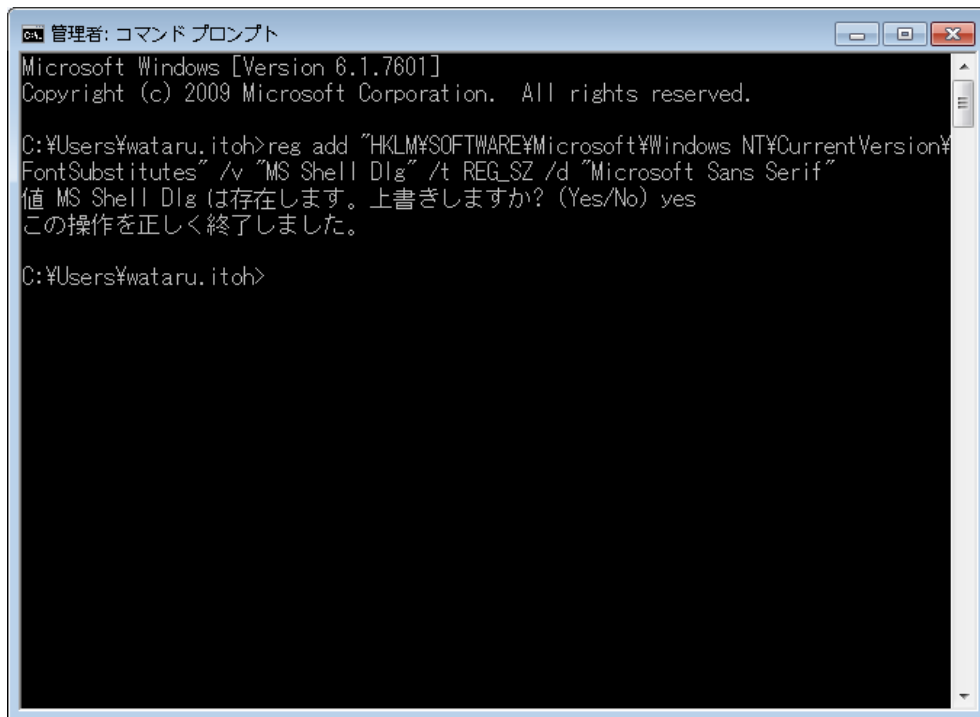 管理者: コマンド プロンプト
Microsoft Windows [Version 6.1.7601]
Copyright (c) 2009 Microsoft Corporation.  All rights reserved.
C:¥Users¥wataru.itoh>reg add "HKLM¥SOFTWARE¥Microsoft¥Windows NT¥CurrentVersion¥
FontSubstitutes" /v "MS Shell Dlg" /t REG_SZ /d "Microsoft Sans Serif"
値 MS Shell Dlg は存在します。上書きしますか? (Yes/No) yes
この操作を正しく終了しました。
C:¥Users¥wataru.itoh>